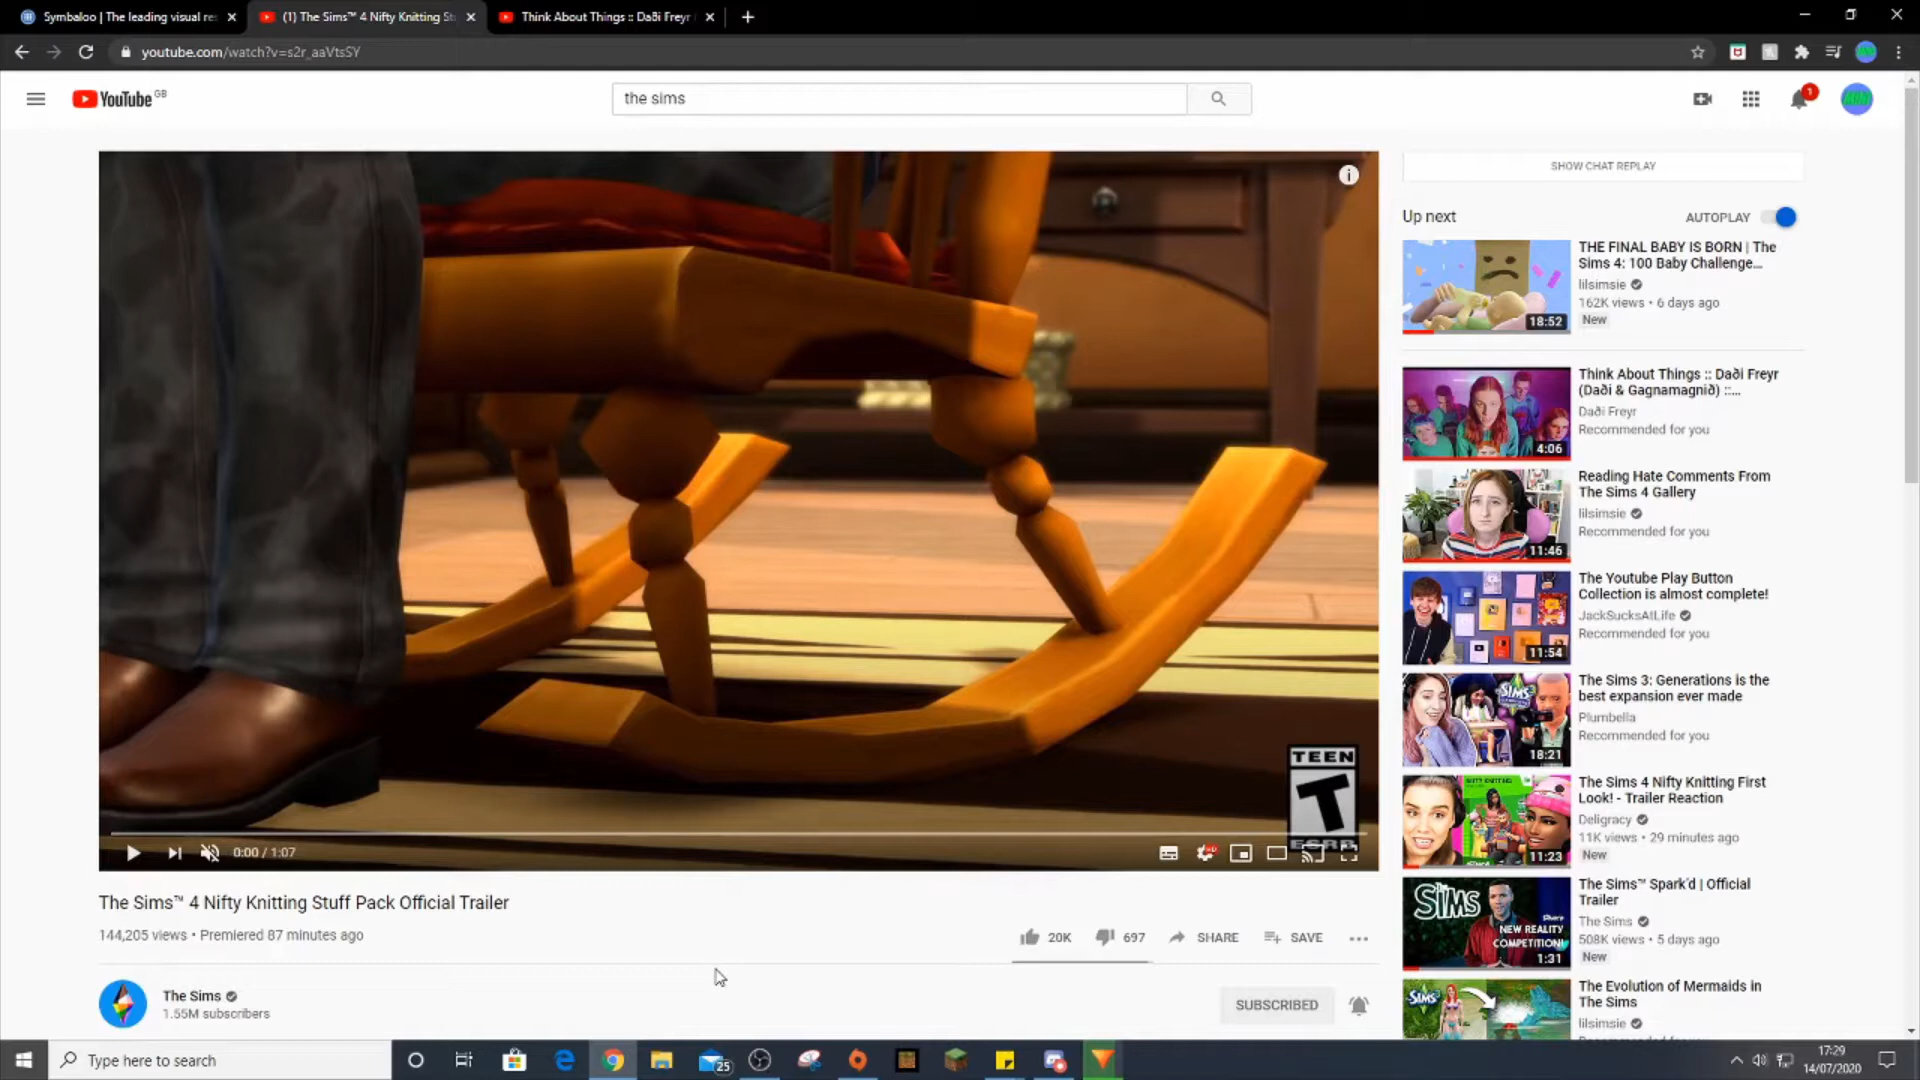 Symbaloo | The leading visual re
(1) The Sims™ 4 Nifty Knitting St
Think About Things :: Daði Freyr
youtube.com/watch?v=s2r_aaVtsSY
YouTube GB
the sims
1
SHOW CHAT REPLAY
Up next
AUTOPLAY
THE FINAL BABY IS BORN | The
Sims 4: 100 Baby Challenge...
lilsimsie
162K views • 6 days ago
New
18:52
Think About Things :: Daði Freyr
(Daði & Gagnamagnið) ::...
Daði Freyr
Recommended for you
4:06
Reading Hate Comments From
The Sims 4 Gallery
lilsimsie
Recommended for you
11:46
The Youtube Play Button
Collection is almost complete!
JackSucksAtLife
Recommended for you
11:54
The Sims 3: Generations is the
best expansion ever made
Plumbella
Recommended for you
18:21
The Sims 4 Nifty Knitting First
Look! - Trailer Reaction
Deligracy
11K views • 29 minutes ago
New
11:23
The Sims™ Spark'd | Official
Trailer
The Sims
508K views • 5 days ago
New
The SIMS
NEW REALITY
COMPETITION!
1:31
The Evolution of Mermaids in
The Sims
lilsimsie
SIMS
TEEN
T
ESRB
0:00 / 1:07
The Sims™ 4 Nifty Knitting Stuff Pack Official Trailer
144,205 views • Premiered 87 minutes ago
20K
697
SHARE
SAVE
The Sims
1.55M subscribers
SUBSCRIBED
Type here to search
25
17:29
14/07/2020